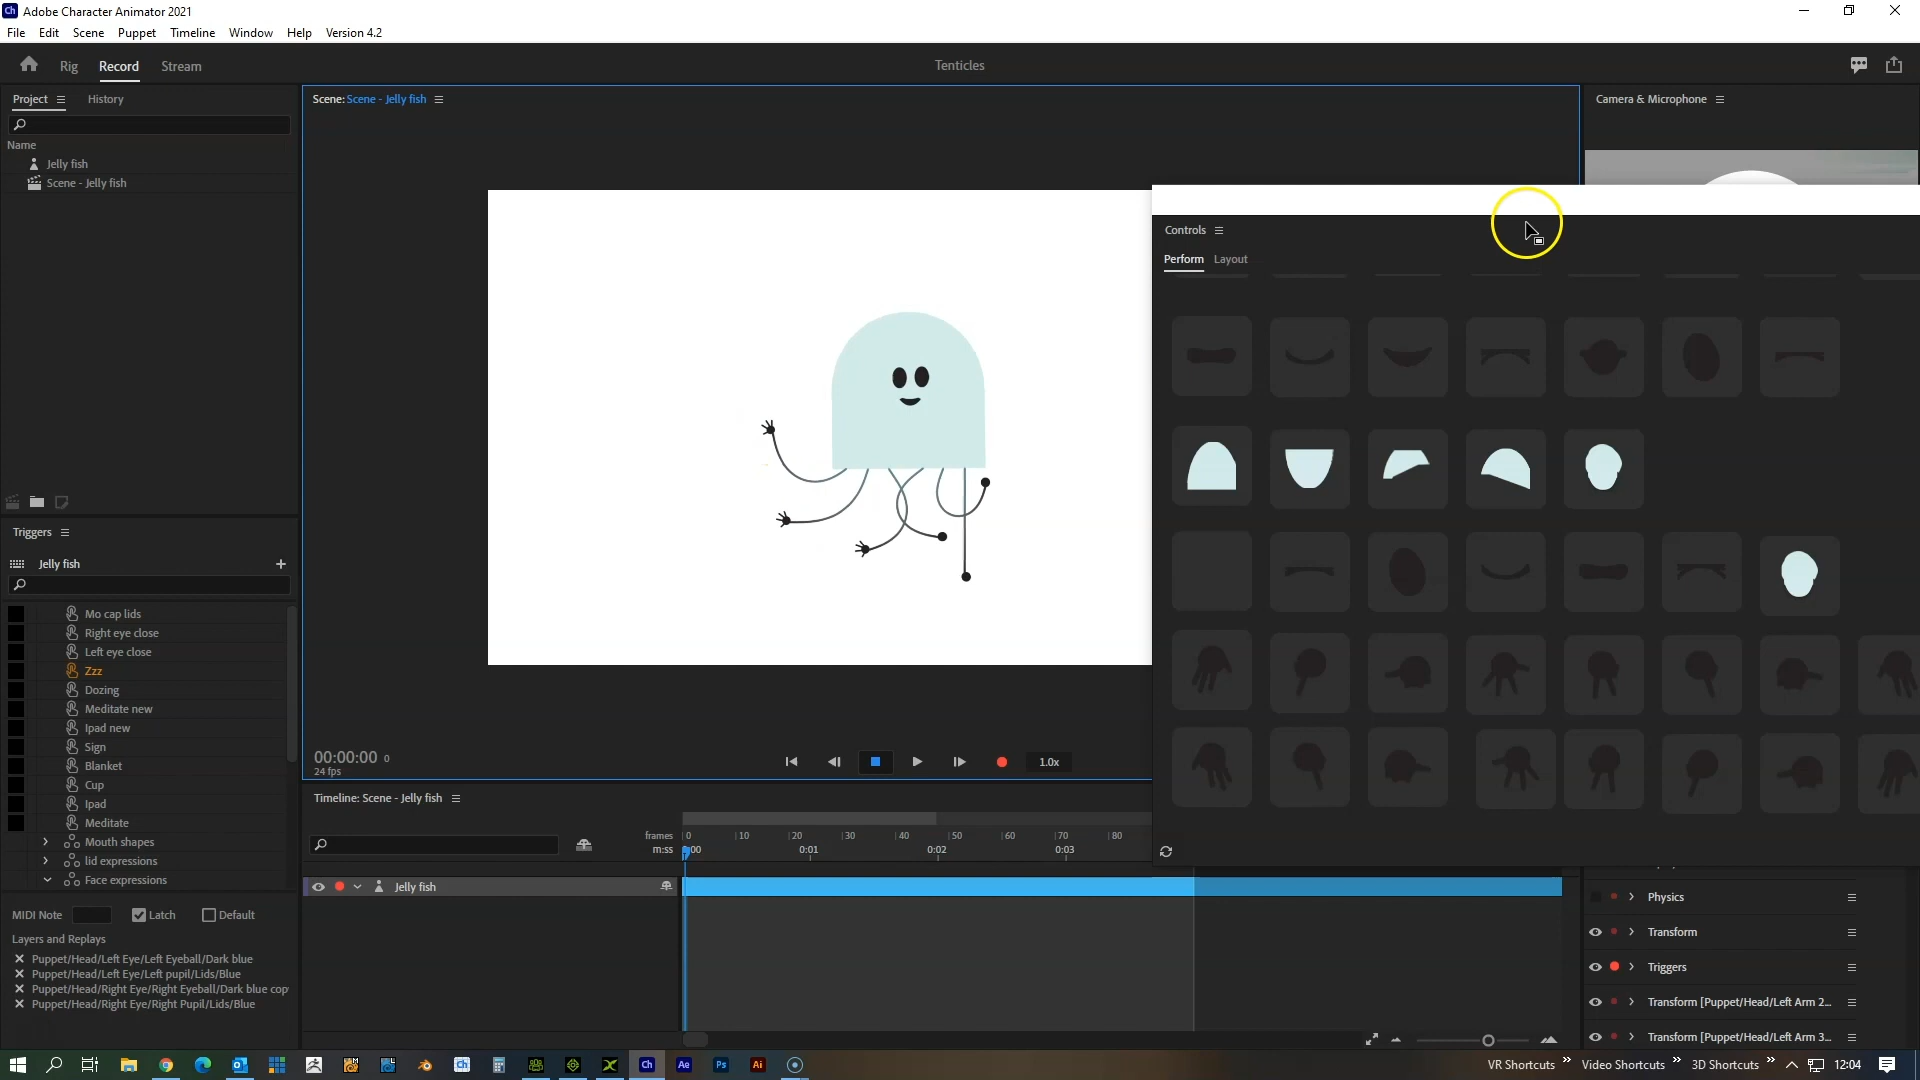 Ch Adobe Character Animator 2021
File Edit Scene Puppet Timeline Window Help Version 4.2
Rig Record Stream Tenticles
Project History
Name
Jelly fish
Scene - Jelly fish
Scene: Scene - Jelly fish
Camera & Microphone
Controls
Perform Layout
Triggers
Jelly fish
Mo cap lids
Right eye close
Left eye close
Zzz
Dozing
Meditate new
Ipad new
Sign
Blanket
Cup
Ipad
Meditate
Mouth shapes
lid expressions
Face expressions
MIDI Note Latch Default
Layers and Replays
Puppet/Head/Left Eye/Left Eyeball/Dark blue
Puppet/Head/Left Eye/Left pupil/Lids/Blue
Puppet/Head/Right Eye/Right Eyeball/Dark blue cop
Puppet/Head/Right Eye/Right Pupil/Lids/Blue
00:00:00 0
24 fps
1.0x
Timeline: Scene - Jelly fish
frames 0 10 20 30 40 50 60 70 80
m:ss 0:00 0:01 0:02 0:03
Jelly fish
Physics
Transform
Triggers
Transform [Puppet/Head/Left Arm 2...
Transform [Puppet/Head/Left Arm 3...
Ch Ch Ae Ps Ai
VR Shortcuts Video Shortcuts 3D Shortcuts 12:04